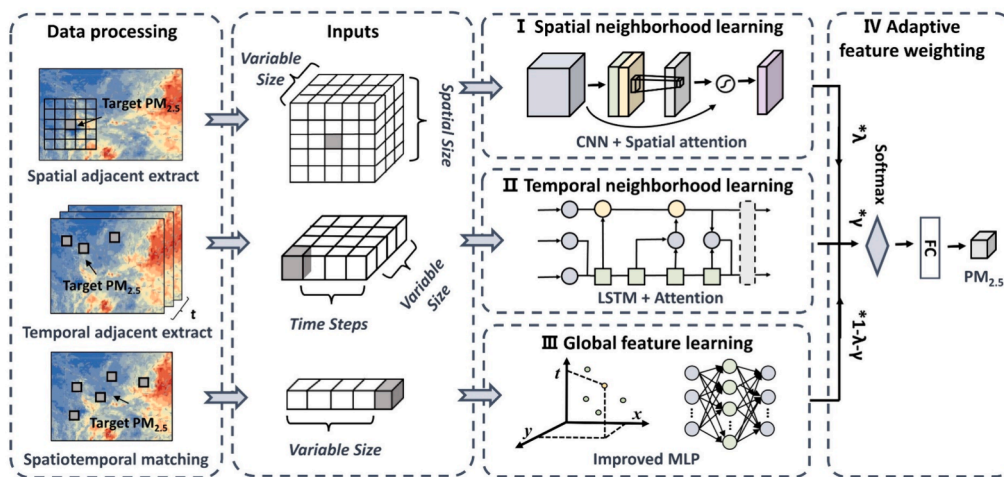 Data processing
Target PM2.5
Spatial adjacent extract
Target PM2.5
t
Temporal adjacent extract
Target PM2.5
Spatiotemporal matching
Inputs
Variable
Size
Spatial Size
Time Steps
Variable
Size
Variable Size
I Spatial neighborhood learning
CNN + Spatial attention
II Temporal neighborhood learning
LSTM + Attention
III Global feature learning
t
x
y
Improved MLP
IV Adaptive
feature weighting
*λ
*γ
*1-λ-γ
Softmax
FC
PM2.5